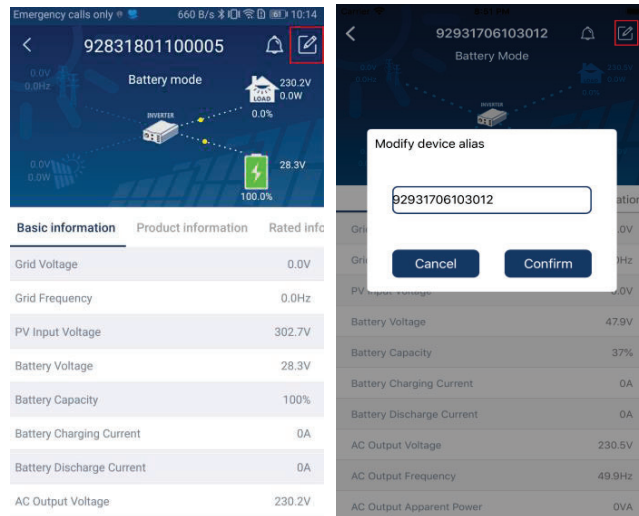 Emergency calls only 660 B/s 10:14
92831801100005
0.0V
0.0Hz
Battery mode
230.2V
LOAD 0.0W
INVERTER
0.0%
0.0V
0.0W
28.3V
100.0%
Basic information Product information Rated info
Grid Voltage 0.0V
Grid Frequency 0.0Hz
PV Input Voltage 302.7V
Battery Voltage 28.3V
Battery Capacity 100%
Battery Charging Current 0A
Battery Discharge Current 0A
AC Output Voltage 230.2V
92931706103012
Battery Mode
INVERTER
Modify device alias
92931706103012
Cancel Confirm
Battery Voltage 47.9V
Battery Capacity 37%
Battery Charging Current 0A
Battery Discharge Current 0A
AC Output Voltage 230.5V
AC Output Frequency 49.9Hz
AC Output Apparent Power 0VA